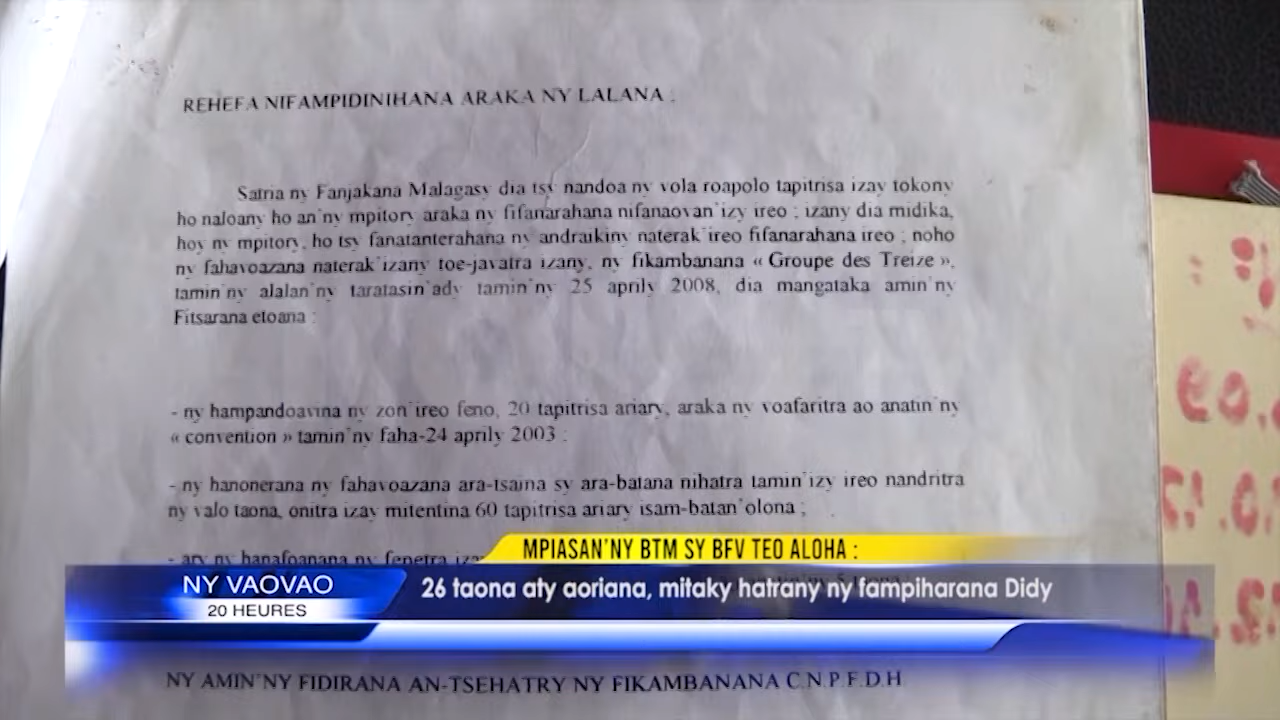 REHEFA NIFAMPIDINIHANA ARAKA NY LALANA :
Satria ny Fanjakana Malagasy dia tsy nandoa ny vola roapolo tapitrisa izay tokony
ho naloany ho an'ny mpitory araka ny fifanarahana nifanaovan'izy ireo ; izany dia midika,
hoy ny mpitory, ho tsy fanatanterahana ny andraikiny naterak'ireo fifanarahana ireo ; noho
ny fahavoazana naterak'izany toe-javatra izany, ny fikambanana « Groupe des Treize »,
tamin'ny alalan'ny taratasin'ady tamin'ny 25 aprily 2008, dia mangataka amin'ny
Fitsarana etoana :
- ny hampandoavina ny zon'ireo feno, 20 tapitrisa ariary, araka ny voafaritra ao anatin'ny
« convention » tamin'ny faha-24 aprily 2003 :
- ny hanonerana ny fahavoazana ara-tsaina sy ara-batana nihatra tamin'izy ireo nandritra
ny valo taona, onitra izay mitentina 60 tapitrisa ariary isam-batan'olona ;
- ary ny hanafoanana ny fepetra
MPIASAN'NY BTM SY BFV TEO ALOHA :
NY VAOVAO
20 HEURES
26 taona aty aoriana, mitaky hatrany ny fampiharana Didy
NY AMIN'NY FIDIRANA AN-TSEHATRY NY FIKAMBANANA C.N.P.F.D.H.